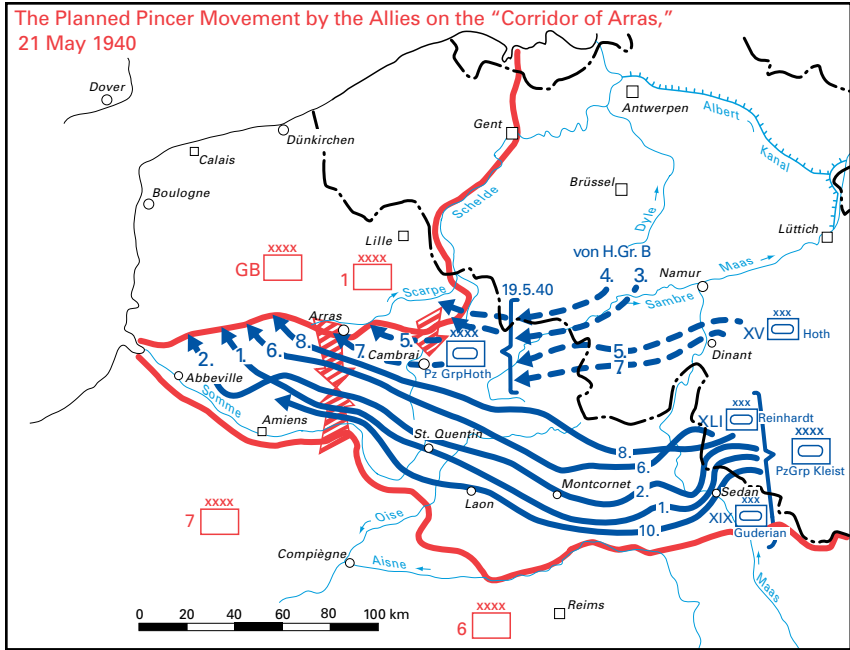 The Planned Pincer Movement by the Allies on the “Corridor of Arras,”
21 May 1940
Dover
Dünkirchen
Calais
Boulogne
Gent
Antwerpen
Albert
Kanal
Brüssel
Schelde
Dyle
Lüttich
Lille
von H.Gr. B
4.
3.
Namur
Maas
xxxx
GB
xxxx
1
Scarpe
19.5.40
Sambre
xxx
XV
Hoth
Arras
8.
7.
5.
xxxx
Cambrai
Pz GrpHoth
5.
7
Dinant
2.
1.
6.
Abbeville
Somme
Amiens
xxx
XLI
Reinhardt
xxxx
PzGrp Kleist
St. Quentin
8.
6.
Montcornet
2.
Sedan
Laon
1.
xxx
XIX
Guderian
10.
xxxx
7
Oise
Compiègne
Aisne
Maas
xxxx
6
Reims
0 20 40 60 80 100 km